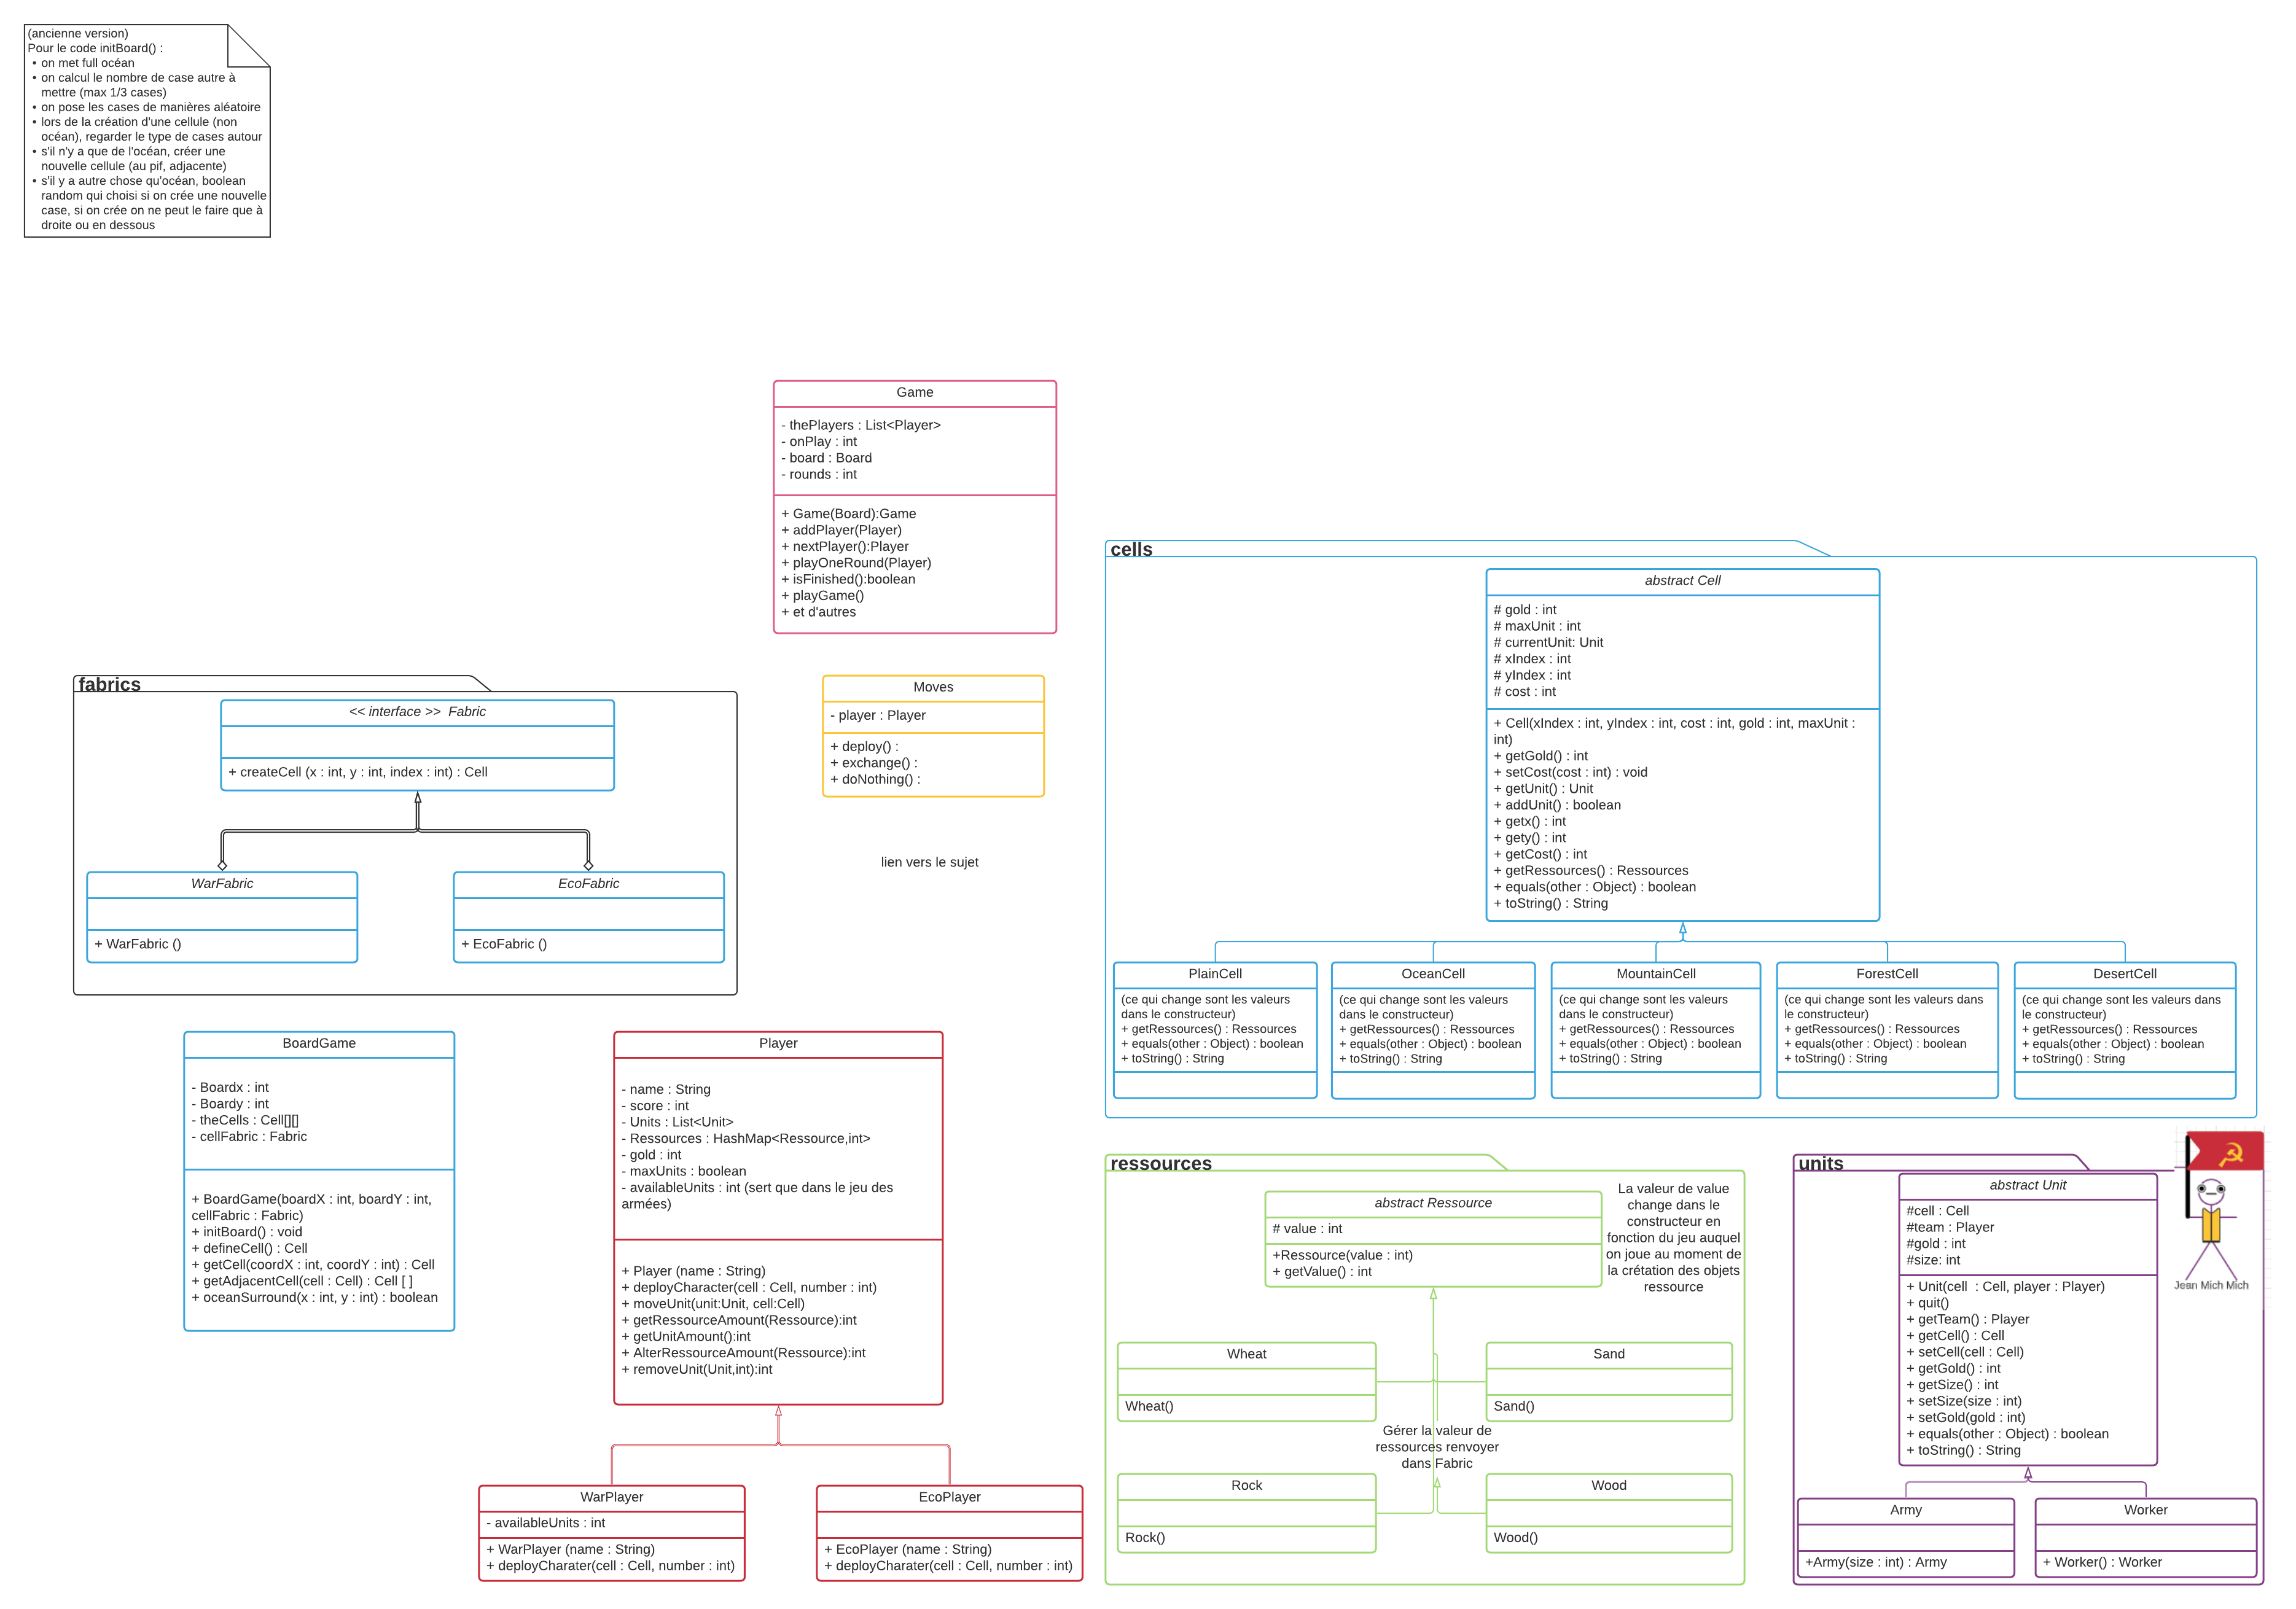 (ancienne version)
Pour le code initBoard() :
• on met full océan
• on calcul le nombre de case autre à
mettre (max 1/3 cases)
• on pose les cases de manières aléatoire
• lors de la création d'une cellule (non
océan), regarder le type de cases autour
• s'il n'y a que de l'océan, créer une
nouvelle cellule (au pif, adjacente)
• s'il y a autre chose qu'océan, boolean
random qui choisi si on crée une nouvelle
case, si on crée on ne peut le faire que à
droite ou en dessous
Game
- thePlayers : List<Player>
- onPlay : int
- board : Board
- rounds : int
+ Game(Board):Game
+ addPlayer(Player)
+ nextPlayer():Player
+ playOneRound(Player)
+ isFinished():boolean
+ playGame()
+ et d'autres
fabrics
<< interface >> Fabric
+ createCell (x : int, y : int, index : int) : Cell
WarFabric
+ WarFabric ()
EcoFabric
+ EcoFabric ()
Moves
- player : Player
+ deploy() :
+ exchange() :
+ doNothing() :
lien vers le sujet
cells
abstract Cell
# gold : int
# maxUnit : int
# currentUnit: Unit
# xIndex : int
# yIndex : int
# cost : int
+ Cell(xIndex : int, yIndex : int, cost : int, gold : int, maxUnit :
int)
+ getGold() : int
+ setCost(cost : int) : void
+ getUnit() : Unit
+ addUnit() : boolean
+ getx() : int
+ gety() : int
+ getCost() : int
+ getRessources() : Ressources
+ equals(other : Object) : boolean
+ toString() : String
PlainCell
(ce qui change sont les valeurs
dans le constructeur)
+ getRessources() : Ressources
+ equals(other : Object) : boolean
+ toString() : String
OceanCell
(ce qui change sont les valeurs
dans le constructeur)
+ getRessources() : Ressources
+ equals(other : Object) : boolean
+ toString() : String
MountainCell
(ce qui change sont les valeurs
dans le constructeur)
+ getRessources() : Ressources
+ equals(other : Object) : boolean
+ toString() : String
ForestCell
(ce qui change sont les valeurs dans
le constructeur)
+ getRessources() : Ressources
+ equals(other : Object) : boolean
+ toString() : String
DesertCell
(ce qui change sont les valeurs dans
le constructeur)
+ getRessources() : Ressources
+ equals(other : Object) : boolean
+ toString() : String
BoardGame
- Boardx : int
- Boardy : int
- theCells : Cell[][]
- cellFabric : Fabric
+ BoardGame(boardX : int, boardY : int,
cellFabric : Fabric)
+ initBoard() : void
+ defineCell() : Cell
+ getCell(coordX : int, coordY : int) : Cell
+ getAdjacentCell(cell : Cell) : Cell [ ]
+ oceanSurround(x : int, y : int) : boolean
Player
- name : String
- score : int
- Units : List<Unit>
- Ressources : HashMap<Ressource,int>
- gold : int
- maxUnits : boolean
- availableUnits : int (sert que dans le jeu des
armées)
+ Player (name : String)
+ deployCharacter(cell : Cell, number : int)
+ moveUnit(unit:Unit, cell:Cell)
+ getRessourceAmount(Ressource):int
+ getUnitAmount():int
+ AlterRessourceAmount(Ressource):int
+ removeUnit(Unit,int):int
WarPlayer
- availableUnits : int
+ WarPlayer (name : String)
+ deployCharater(cell : Cell, number : int)
EcoPlayer
+ EcoPlayer (name : String)
+ deployCharater(cell : Cell, number : int)
ressources
abstract Ressource
# value : int
+Ressource(value : int)
+ getValue() : int
La valeur de value
change dans le
constructeur en
fonction du jeu auquel
on joue au moment de
la crétation des objets
ressource
Wheat
Wheat()
Sand
Sand()
Gérer la valeur de
ressources renvoyer
dans Fabric
Rock
Rock()
Wood
Wood()
units
abstract Unit
#cell : Cell
#team : Player
#gold : int
#size: int
+ Unit(cell : Cell, player : Player)
+ quit()
+ getTeam() : Player
+ getCell() : Cell
+ setCell(cell : Cell)
+ getGold() : int
+ getSize() : int
+ setSize(size : int)
+ setGold(gold : int)
+ equals(other : Object) : boolean
+ toString() : String
Army
+Army(size : int) : Army
Worker
+ Worker() : Worker
Jean Mich Mich